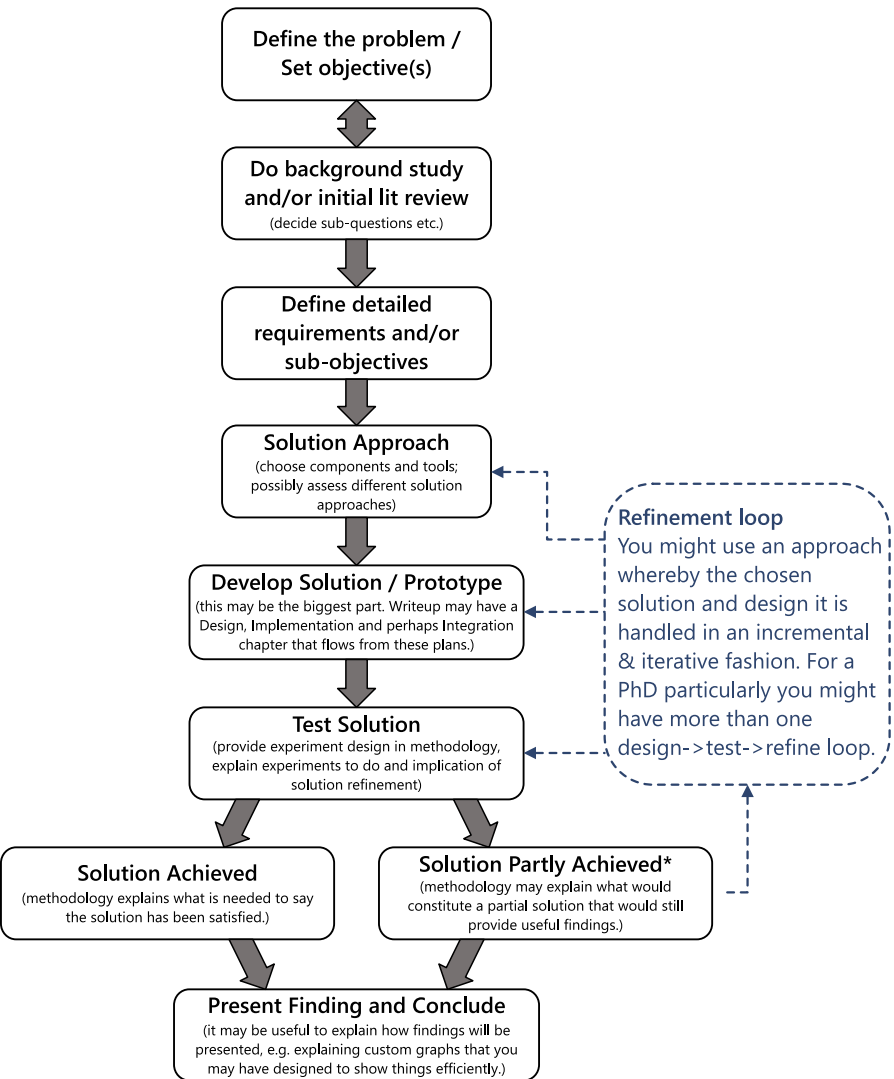 Define the problem /
Set objective(s)
Do background study
and/or initial lit review
(decide sub-questions etc.)
Define detailed
requirements and/or
sub-objectives
Solution Approach
(choose components and tools;
possibly assess different solution
approaches)
Refinement loop
You might use an approach
whereby the chosen
solution and design it is
handled in an incremental
& iterative fashion. For a
PhD particularly you might
have more than one
design->test->refine loop.
Develop Solution / Prototype
(this may be the biggest part. Writeup may have a
Design, Implementation and perhaps Integration
chapter that flows from these plans.)
Test Solution
(provide experiment design in methodology,
explain experiments to do and implication of
solution refinement)
Solution Achieved
(methodology explains what is needed to say
the solution has been satisfied.)
Solution Partly Achieved*
(methodology may explain what would
constitute a partial solution that would still
provide useful findings.)
Present Finding and Conclude
(it may be useful to explain how findings will be
presented, e.g. explaining custom graphs that you
may have designed to show things efficiently.)